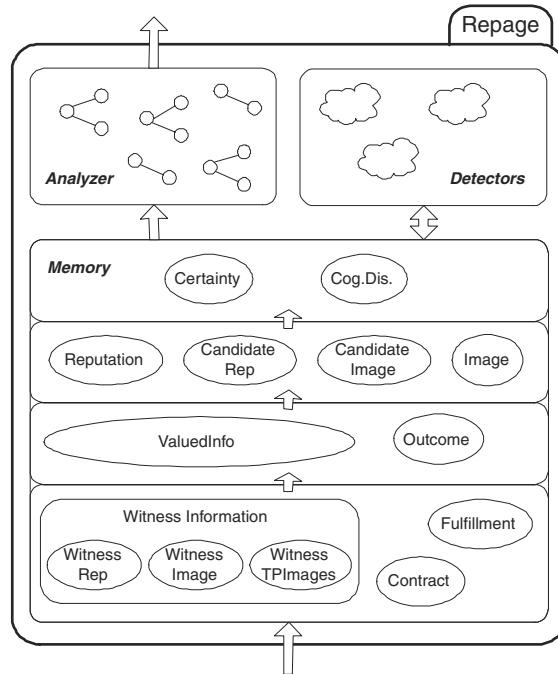 Repage
Analyzer
Detectors
Memory
Certainty
Cog.Dis.
Reputation
Candidate
Rep
Candidate
Image
Image
ValuedInfo
Outcome
Witness Information
Witness
Rep
Witness
Image
Witness
TPImages
Fulfillment
Contract